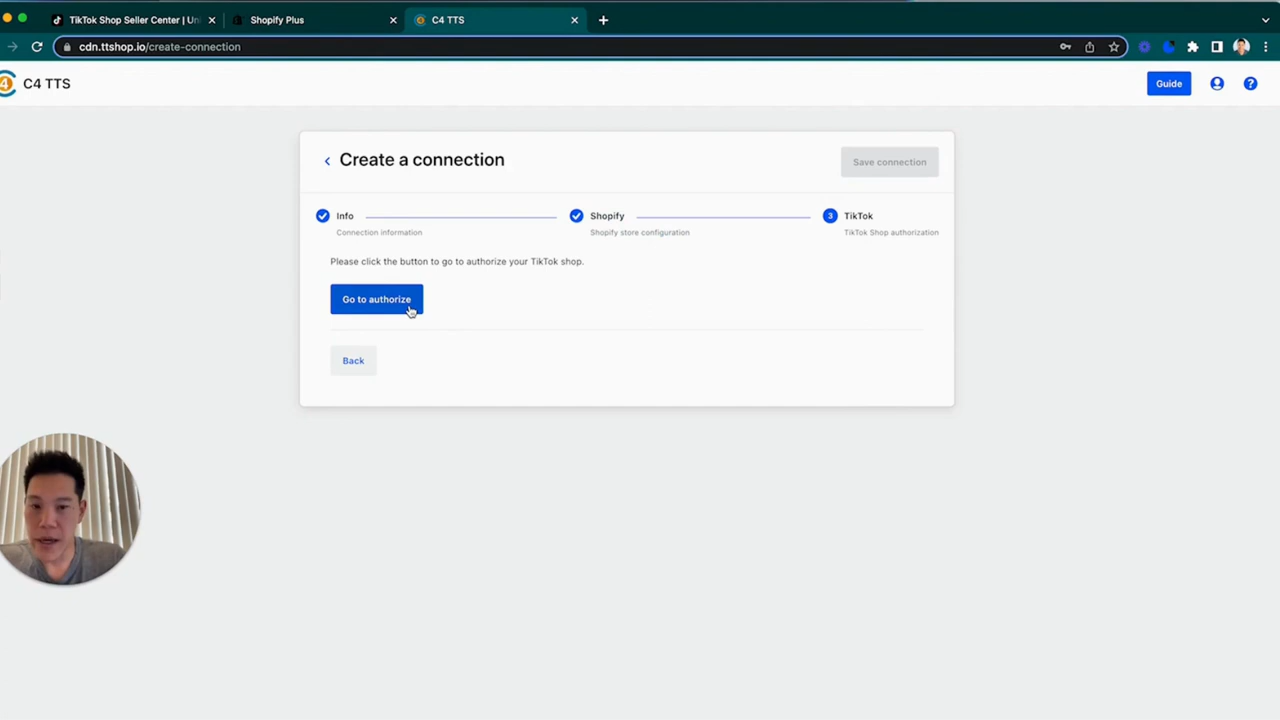 TikTok Shop Seller Center | Un
Shopify Plus
C4 TTS
cdn.ttshop.io/create-connection
4
C4 TTS
Guide
?
Create a connection
Save connection
Info
Connection information
Shopify
Shopify store configuration
3
TikTok
TikTok Shop authorization
Please click the button to go to authorize your TikTok shop.
Go to authorize
Back